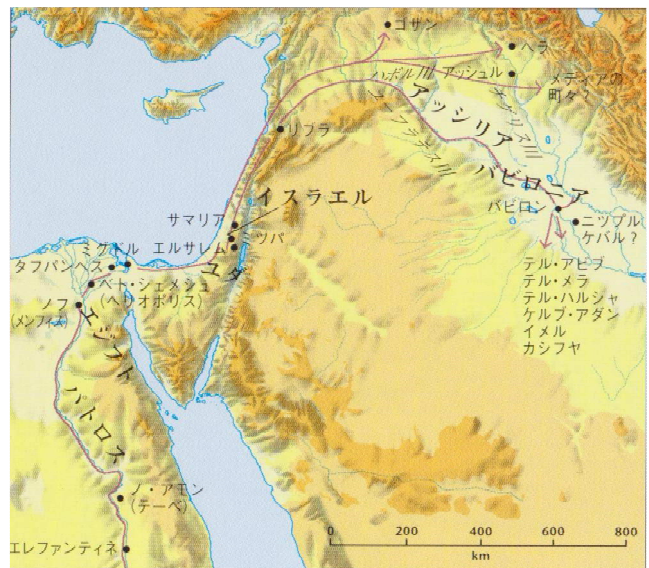 ゴザン
ヘラ
ハボル川
アッシュル
メディアの
町々?
チグリス川
アッシリア
ユーフラテス川
リブラ
バビロニア
バビロン
ニップル
ケバル?
イスラエル
サマリア
ミツパ
エルサレム
ユダ
ミグドル
タフパンヘス
ベト・シェメシュ
(ヘリオポリス)
ノフ
(メンフィス)
エジプト
テル・アビブ
テル・メラ
テル・ハルシャ
ケルブ・アダン
イメル
カシフヤ
パトロス
ノ・アモン
(テーベ)
エレファンティネ
0 200 400 600 800
km